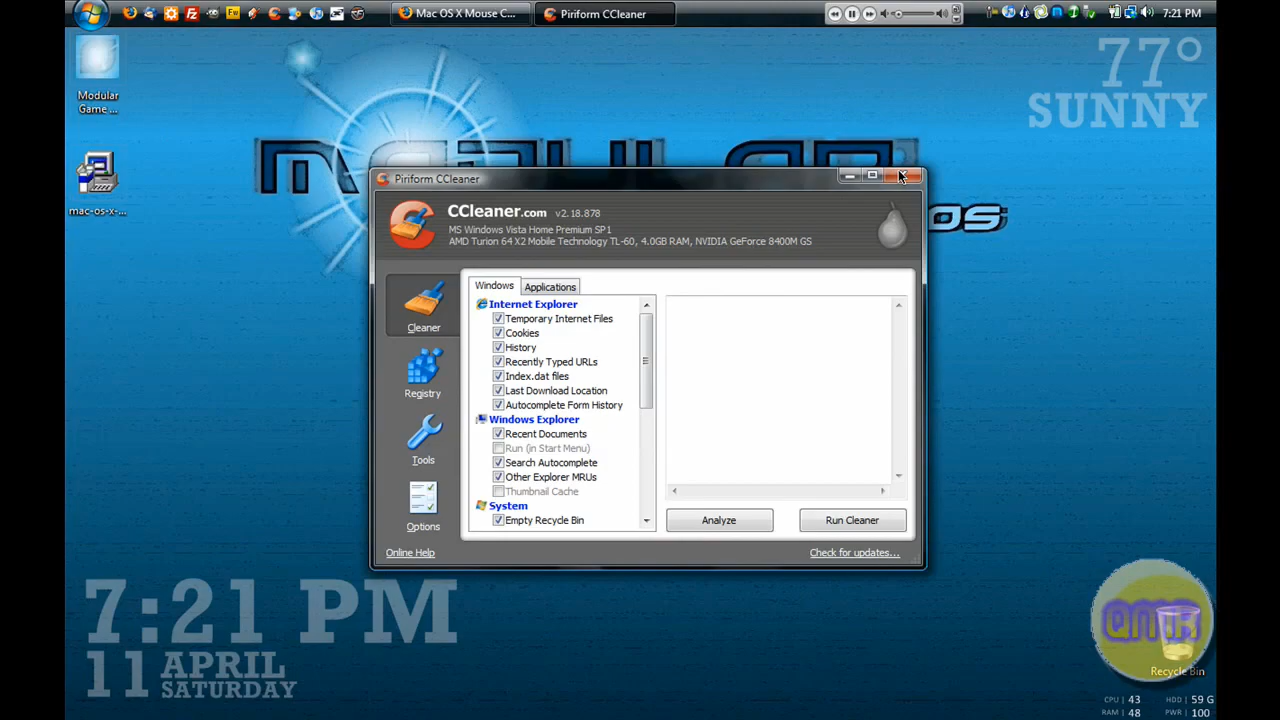 Mac OS X Mouse C...
Piriform CCleaner
7:21 PM
Modular
Game ...
mac-os-x-...
77°
SUNNY
Piriform CCleaner
CCleaner.com v2.18.878
MS Windows Vista Home Premium SP1
AMD Turion 64 X2 Mobile Technology TL-60, 4.0GB RAM, NVIDIA GeForce 8400M GS
Cleaner
Registry
Tools
Options
Windows
Applications
Internet Explorer
Temporary Internet Files
Cookies
History
Recently Typed URLs
Index.dat files
Last Download Location
Autocomplete Form History
Windows Explorer
Recent Documents
Run (in Start Menu)
Search Autocomplete
Other Explorer MRUs
Thumbnail Cache
System
Empty Recycle Bin
Analyze
Run Cleaner
Online Help
Check for updates...
7:21 PM
11 APRIL
SATURDAY
Recycle Bin
CPU | 43 HDD | 59 G
RAM | 48 PWR | 100